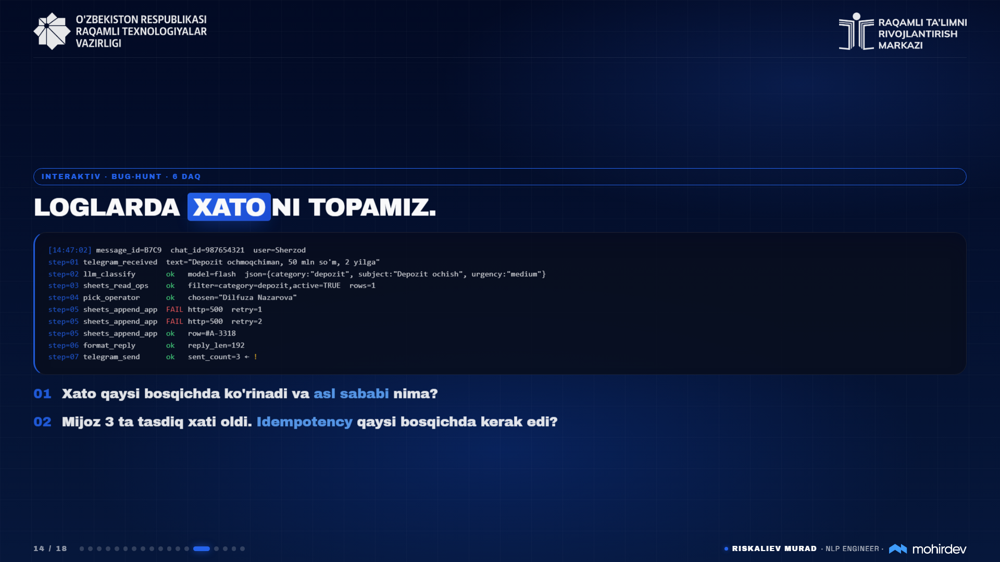 O'ZBEKISTON RESPUBLIKASI
RAQAMLI TEXNOLOGIYALAR
VAZIRLIGI
RAQAMLI TA'LIMNI
RIVOJLANTIRISH
MARKAZI
INTERAKTIV · BUG-HUNT · 6 DAQ
LOGLARDA XATONI TOPAMIZ.
[14:47:02] message_id=B7C9  chat_id=987654321  user=Sherzod
step=01 telegram_received  text="Depozit ochmoqchiman, 50 mln so'm, 2 yilga"
step=02 llm_classify       ok   model=flash  json={category:"depozit", subject:"Depozit ochish", urgency:"medium"}
step=03 sheets_read_ops    ok   filter=category=depozit,active=TRUE  rows=1
step=04 pick_operator      ok   chosen="Dilfuza Nazarova"
step=05 sheets_append_app  FAIL http=500  retry=1
step=05 sheets_append_app  FAIL http=500  retry=2
step=05 sheets_append_app  ok   row=#A-3318
step=06 format_reply       ok   reply_len=192
step=07 telegram_send      ok   sent_count=3 ← !
01 Xato qaysi bosqichda ko'rinadi va asl sababi nima?
02 Mijoz 3 ta tasdiq xati oldi. Idempotency qaysi bosqichda kerak edi?
14 / 18
RISKALIEV MURAD · NLP ENGINEER ·
mohirdev